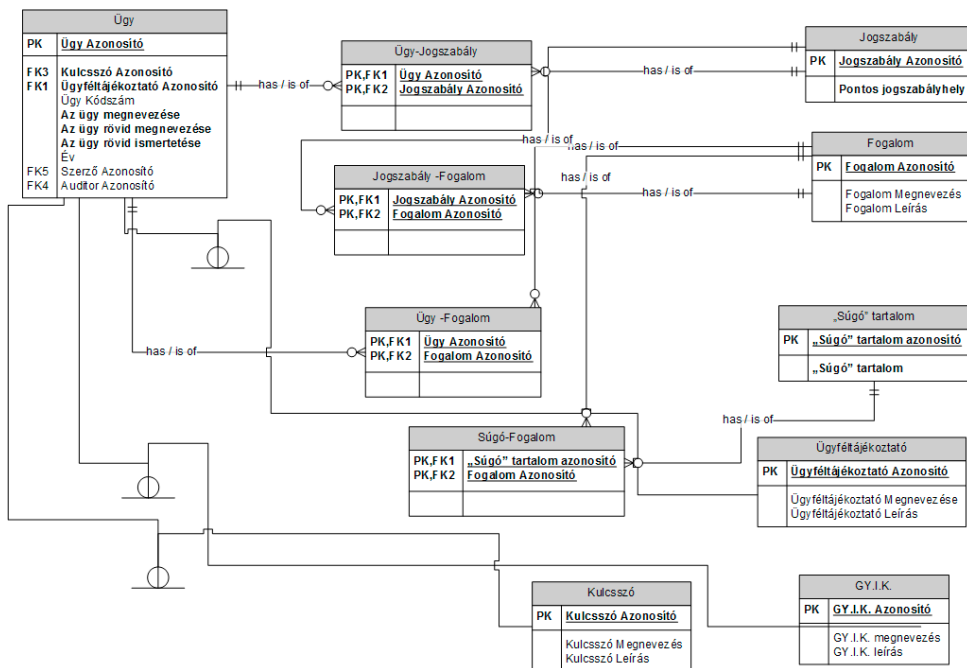 Ügy
PK Ügy Azonosító
FK3 Kulcsszó Azonosító
FK1 Ügyféltájékoztató Azonosító
Ügy Kódszám
Az ügy megnevezése
Az ügy rövid megnevezése
Az ügy rövid ismertetése
Év
FK5 Szerző Azonosító
FK4 Auditor Azonosító
has / is of
Ügy-Jogszabály
PK,FK1 Ügy Azonosító
PK,FK2 Jogszabály Azonosító
has / is of
Jogszabály
PK Jogszabály Azonosító
Pontos jogszabályhely
has / is of
has / is of
Fogalom
PK Fogalom Azonosító
Fogalom Megnevezés
Fogalom Leírás
has / is of
Jogszabály -Fogalom
PK,FK1 Jogszabály Azonosító
PK,FK2 Fogalom Azonosító
has / is of
Ügy -Fogalom
PK,FK1 Ügy Azonosító
PK,FK2 Fogalom Azonosító
has / is of
„Súgó” tartalom
PK „Súgó” tartalom azonosító
„Súgó” tartalom
has / is of
Súgó-Fogalom
PK,FK1 „Súgó” tartalom azonosító
PK,FK2 Fogalom Azonosító
Ügyféltájékoztató
PK Ügyféltájékoztató Azonosító
Ügyféltájékoztató Megnevezése
Ügyféltájékoztató Leírás
Kulcsszó
PK Kulcsszó Azonosító
Kulcsszó Megnevezés
Kulcsszó Leírás
GY.I.K.
PK GY.I.K. Azonosító
GY.I.K. megnevezés
GY.I.K. leírás